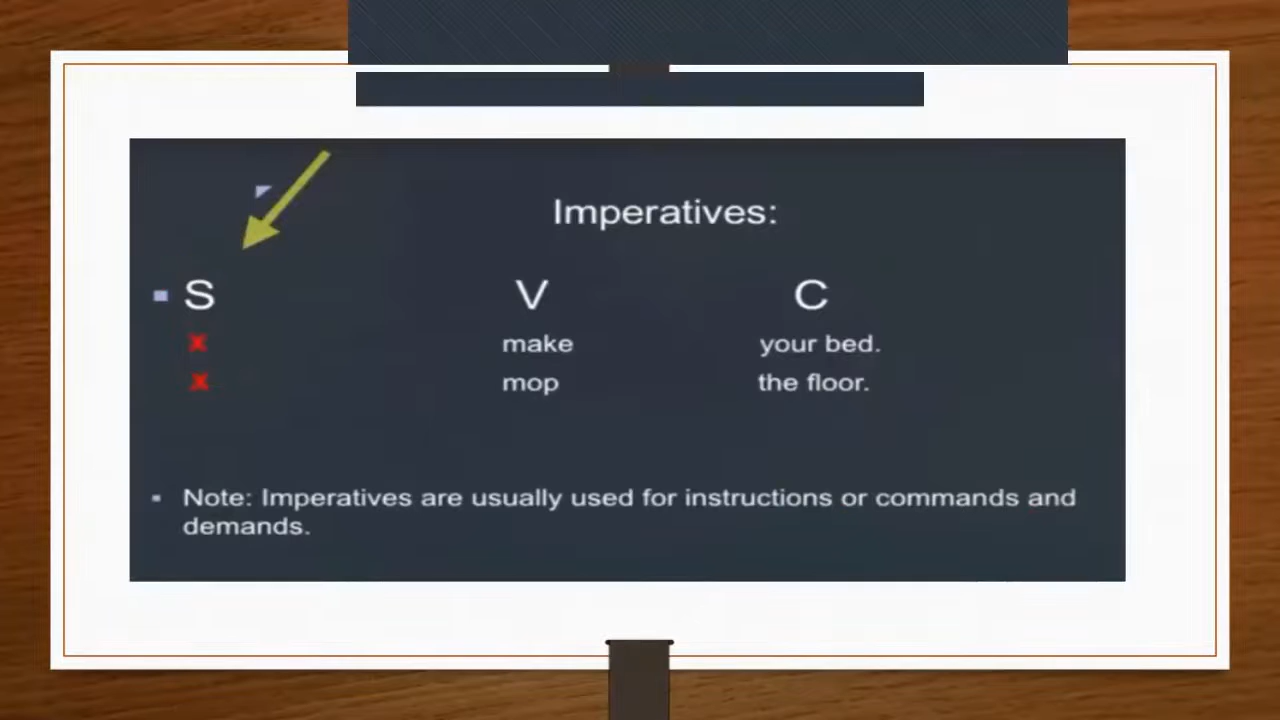 Imperatives:
S V C
x make your bed.
x mop the floor.
Note: Imperatives are usually used for instructions or commands and
demands.